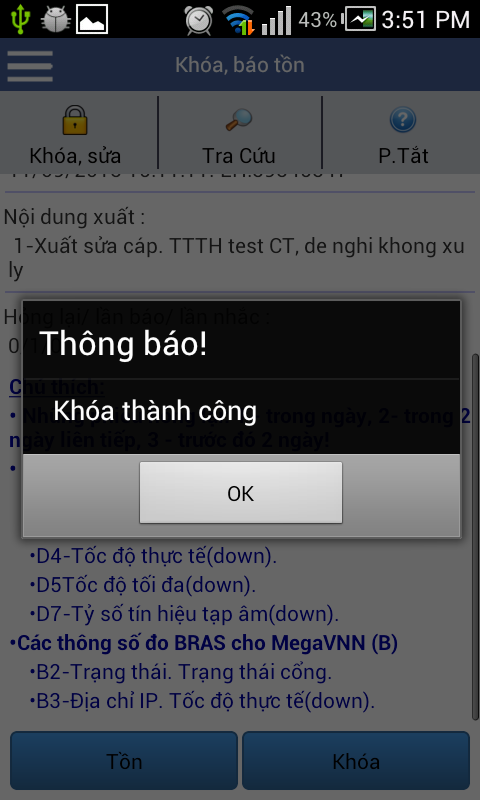 43%
3:51 PM
Khóa, báo tồn
Khóa, sửa
Tra Cứu
P.Tắt
Nội dung xuất :
1-Xuất sửa cáp. TTTH test CT, de nghi khong xu
ly
Hỏng lại/ lần báo/ lần nhắc :
Thông báo!
Chú thích:
Khóa thành công
trong ngày, 2- trong 2
ngày liên tiếp, 3 - trước đó 2 ngày!
OK
•D4-Tốc độ thực tế(down).
•D5Tốc độ tối đa(down).
•D7-Tỷ số tín hiệu tạp âm(down).
•Các thông số đo BRAS cho MegaVNN (B)
•B2-Trạng thái. Trạng thái cổng.
•B3-Địa chỉ IP. Tốc độ thực tế(down).
Tồn
Khóa